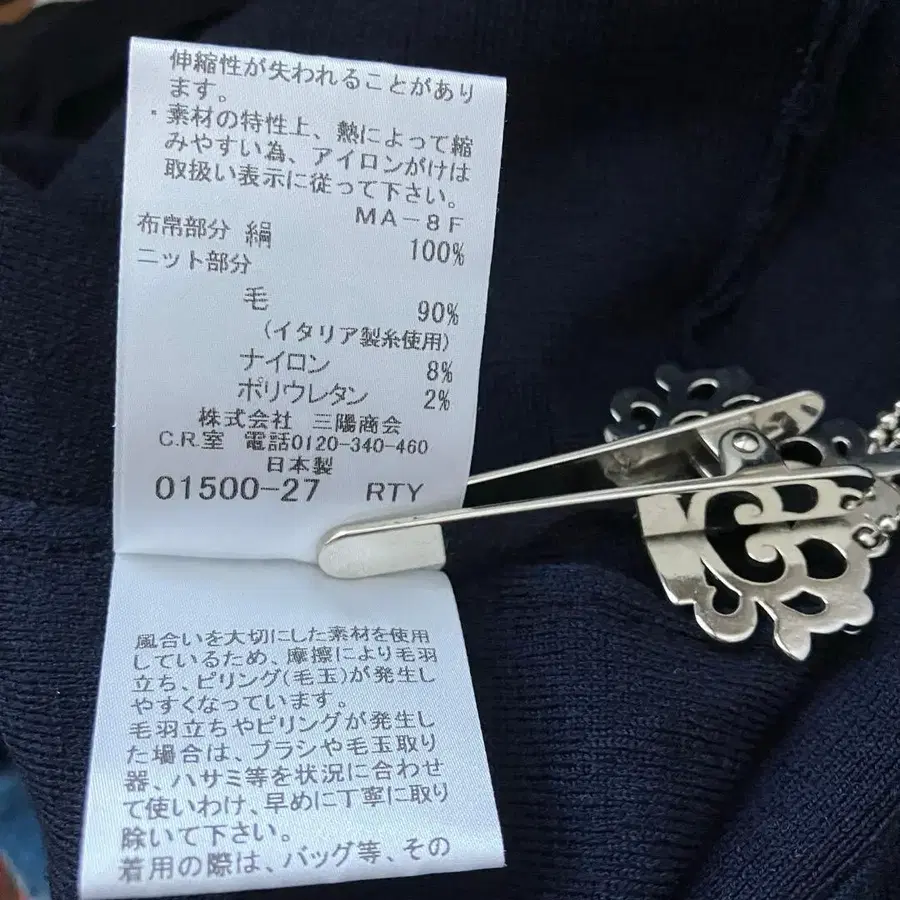 伸縮性が失われることがあり
ます。
・素材の特性上、熱によって縮
みやすい為、アイロンがけは
取扱い表示に従って下さい。
MA-8F
布帛部分 絹 100%
ニット部分
毛 90%
(イタリア製糸使用)
ナイロン 8%
ポリウレタン 2%
株式会社 三陽商会
C.R.室 電話0120-340-460
日本製
01500-27 RTY
風合いを大切にした素材を使用
しているため、摩擦により毛羽
立ち、ピリング(毛玉)が発生し
やすくなっています。
毛羽立ちやピリングが発生し
た場合は、ブラシや毛玉取り
器、ハサミ等を状況に合わせ
て使いわけ、早めに丁寧に取り
除いて下さい。
着用の際は、バッグ等、その